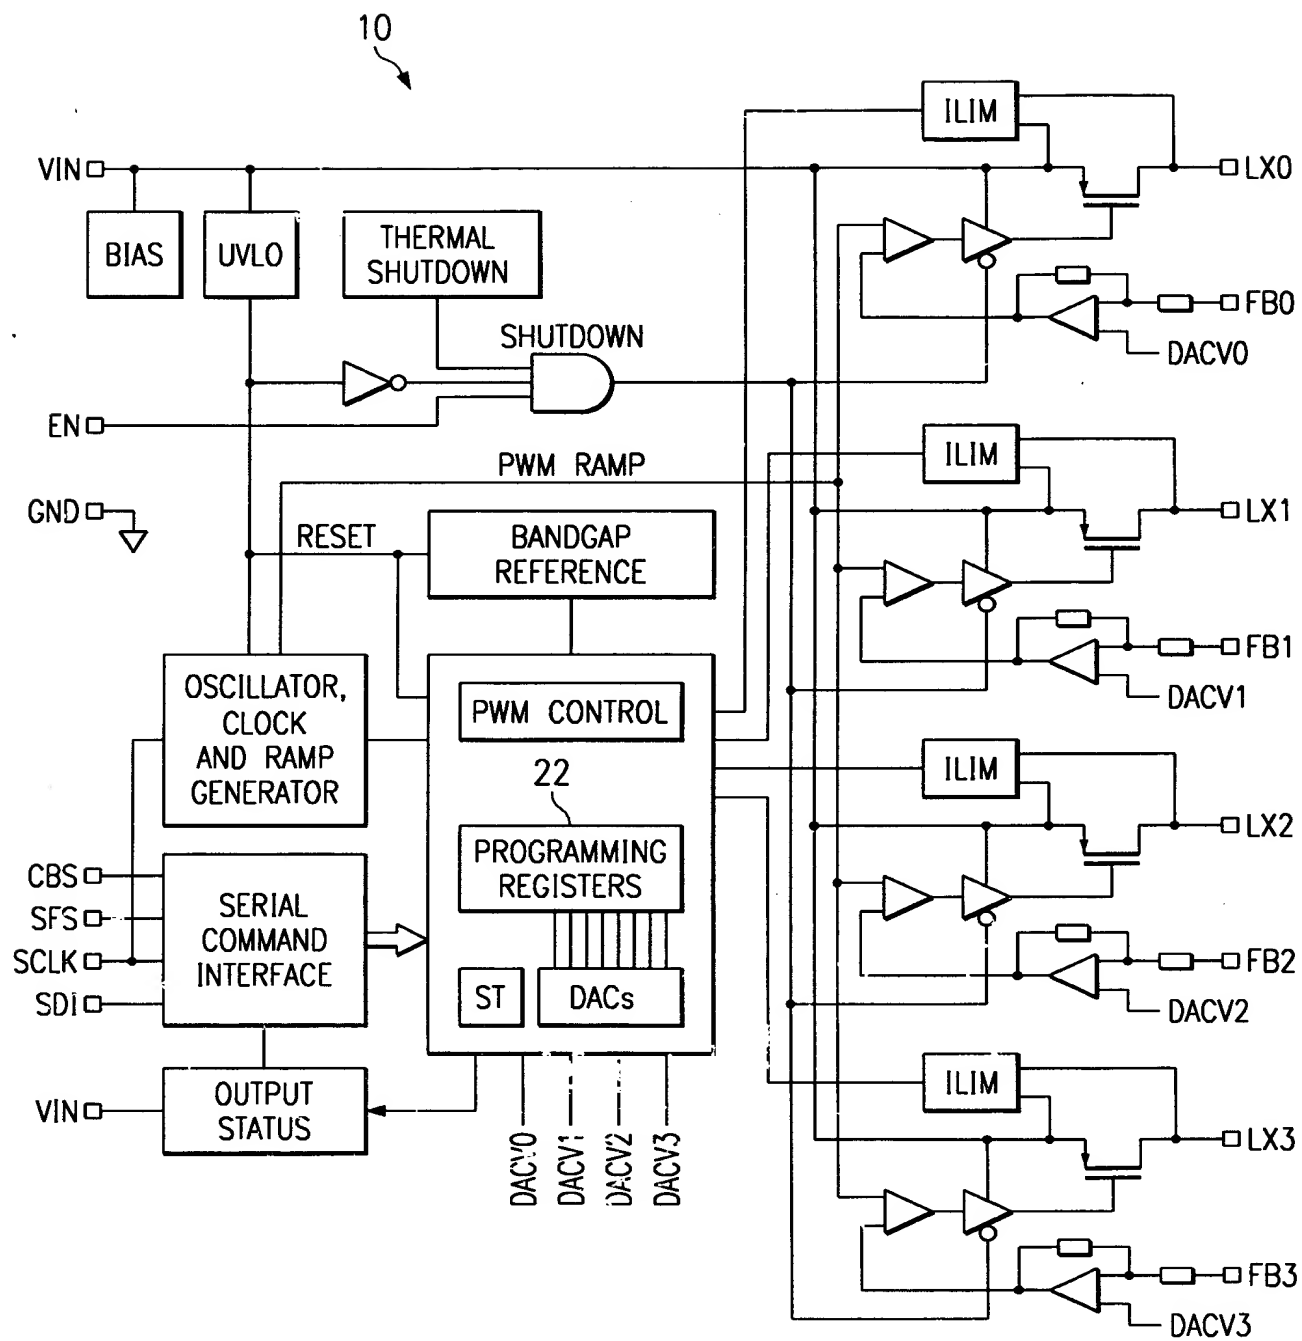 10
ILIM
VIN
LX0
BIAS
UVLO
THERMAL
SHUTDOWN
FB0
SHUTDOWN
DACV0
EN
ILIM
PWM RAMP
GND
LX1
RESET
BANDGAP
REFERENCE
FB1
OSCILLATOR,
CLOCK
AND RAMP
GENERATOR
PWM CONTROL
DACV1
22
ILIM
LX2
PROGRAMMING
REGISTERS
CBS
SFS
SCLK
SDI
SERIAL
COMMAND
INTERFACE
FB2
ST
DACs
DACV2
ILIM
VIN
OUTPUT
STATUS
LX3
DACV0
DACV1
DACV2
DACV3
FB3
DACV3